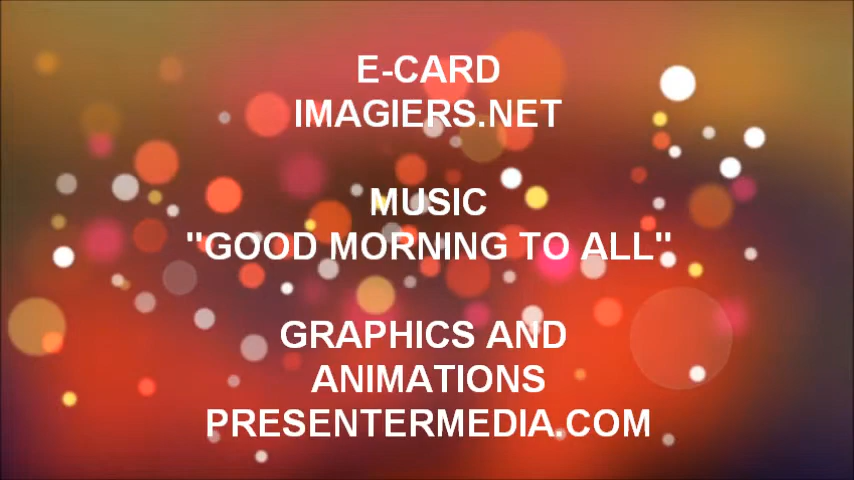 E-CARD
IMAGIERS.NET
MUSIC
"GOOD MORNING TO ALL"
GRAPHICS AND
ANIMATIONS
PRESENTERMEDIA.COM